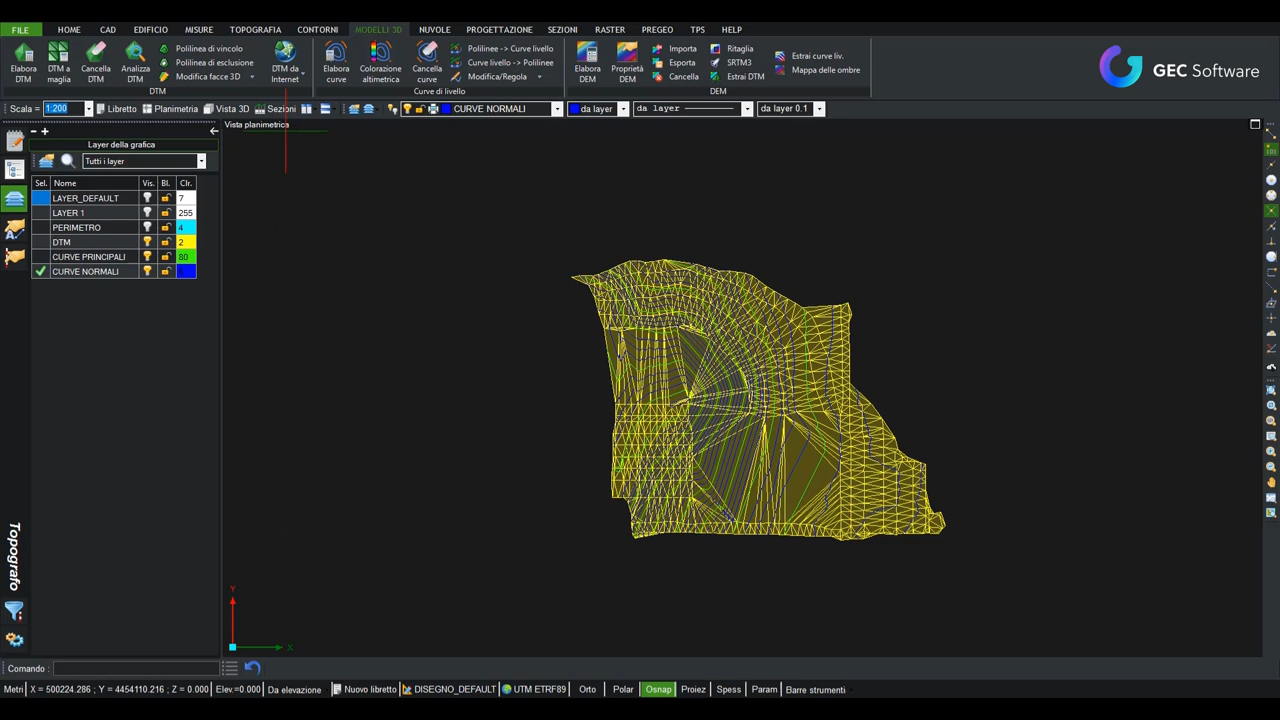 FILE HOME CAD EDIFICIO MISURE TOPOGRAFIA CONTORNI MODELLI 3D NUVOLE PROGETTAZIONE SEZIONI RASTER PREGEO TPS HELP
Elabora DTM
DTM a maglia
Cancella DTM
Analizza DTM
Polilinea di vincolo
Polilinea di esclusione
Modifica facce 3D
DTM da Internet
DTM
Elabora curve
Colorazione altimetrica
Cancella curve
Polilinee -> Curve livello
Curve livello -> Polilinee
Modifica/Regola
Curve di livello
Elabora DEM
Proprietà DEM
Importa
Esporta
Cancella
Ritaglia
SRTM3
Estrai DTM
Estrai curve liv.
Mappa delle ombre
DEM
GEC Software
Scala = 1:200 Libretto Planimetria Vista 3D Sezioni CURVE NORMALI da layer da layer da layer 0.1
Vista planimetrica
Layer della grafica
Tutti i layer
Sel. Nome Vis. Bl. Clr.
LAYER_DEFAULT 7
LAYER 1 255
PERIMETRO 4
DTM 2
CURVE PRINCIPALI 80
CURVE NORMALI
Topografo
Y
X
Comando :
Metri X = 500224.286 Y = 4454110.216 Z = 0.000 Elev.=0.000 Da elevazione Nuovo libretto DISEGNO_DEFAULT UTM ETRF89 Orto Polar Osnap Proiez Spess Param Barre strumenti